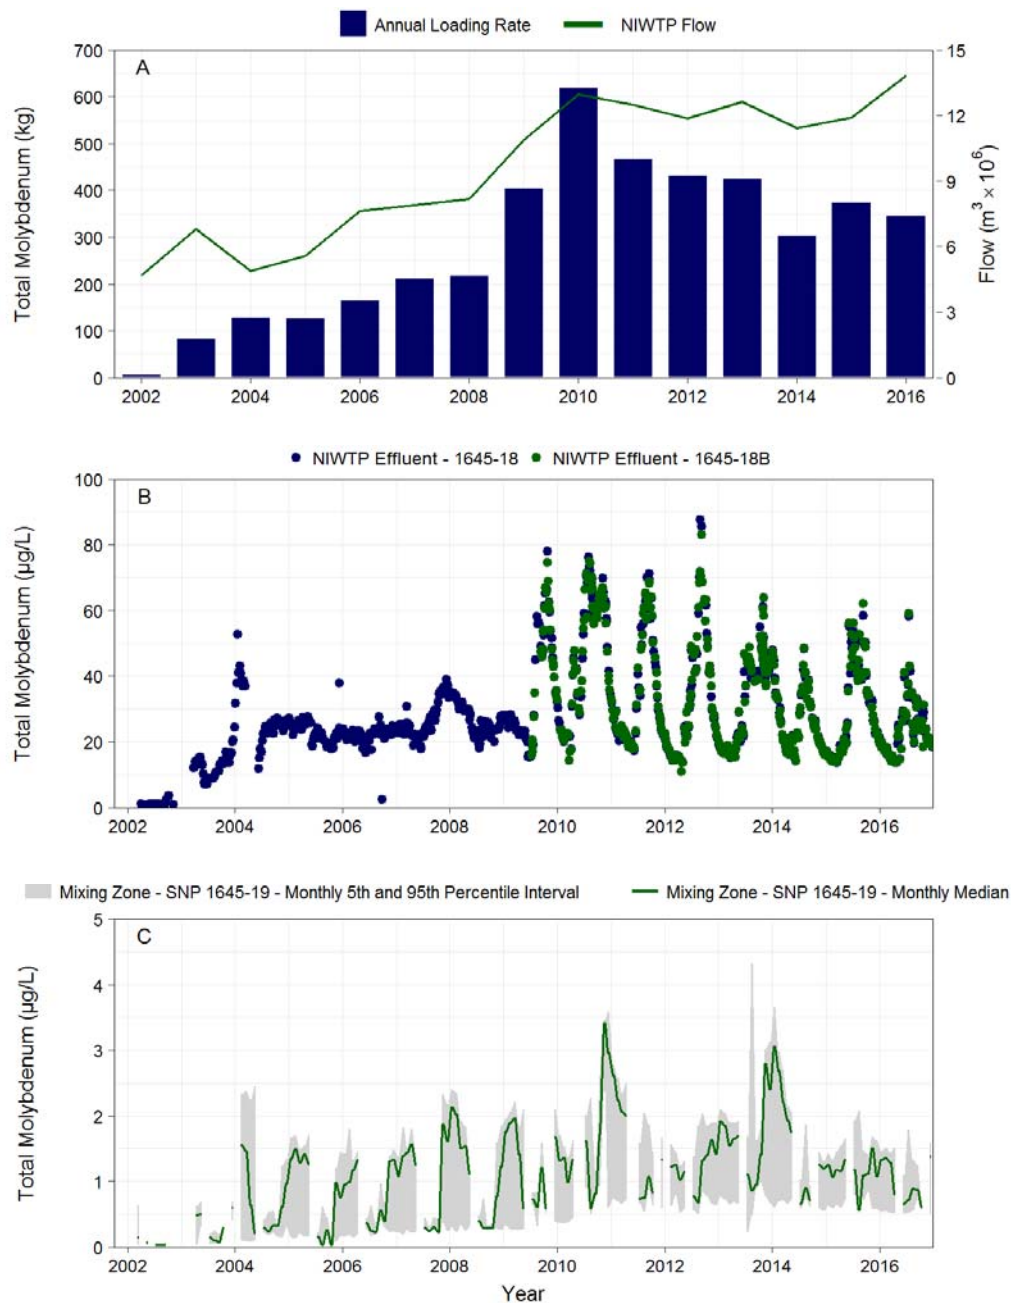 Annual Loading Rate NIWTP Flow
A
700
600
500
400
300
200
100
0
Total Molybdenum (kg)
15
12
9
6
3
0
Flow (m³ × 10⁶)
2002 2004 2006 2008 2010 2012 2014 2016
NIWTP Effluent - 1645-18 NIWTP Effluent - 1645-18B
B
100
80
60
40
20
0
Total Molybdenum (µg/L)
2002 2004 2006 2008 2010 2012 2014 2016
Mixing Zone - SNP 1645-19 - Monthly 5th and 95th Percentile Interval Mixing Zone - SNP 1645-19 - Monthly Median
C
5
4
3
2
1
0
Total Molybdenum (µg/L)
2002 2004 2006 2008 2010 2012 2014 2016
Year